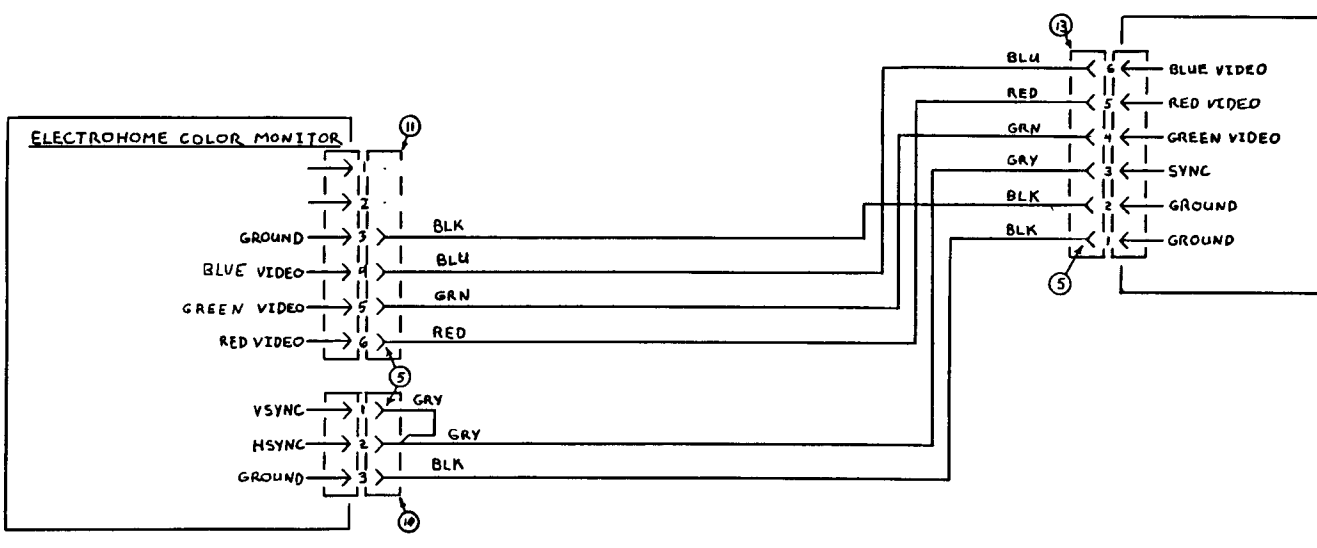 ELECTROHOME COLOR MONITOR
11
1
2
GROUND 3 BLK
BLUE VIDEO 4 BLU
GREEN VIDEO 5 GRN
RED VIDEO 6 RED
5
VSYNC 1 GRY
HSYNC 2 GRY
GROUND 3 BLK
13
BLU 6 BLUE VIDEO
RED 5 RED VIDEO
GRN 4 GREEN VIDEO
GRY 3 SYNC
BLK 2 GROUND
BLK 1 GROUND
5